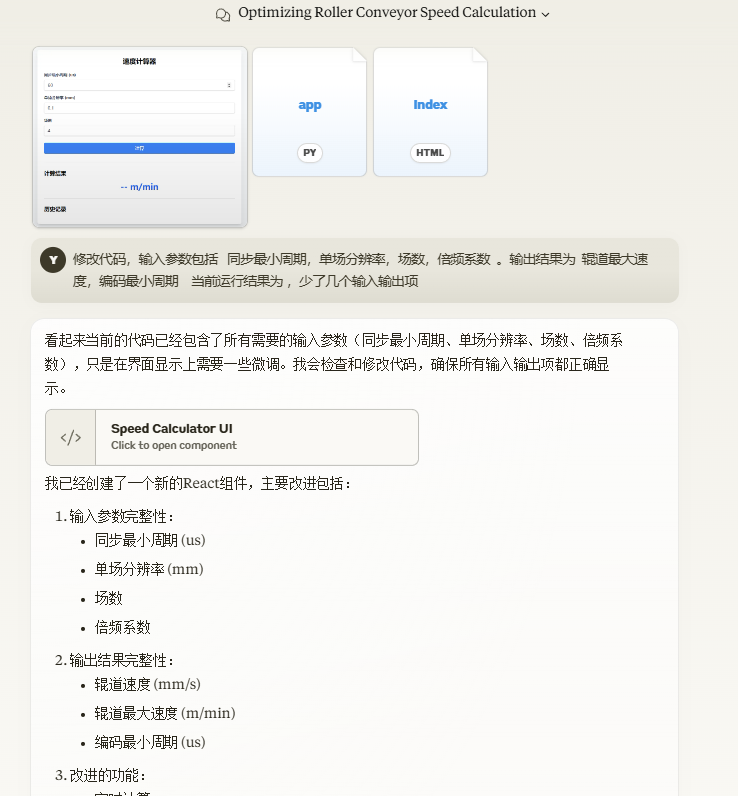 Optimizing Roller Conveyor Speed Calculation
速度计算器
60
0.1
场数
4
计算
计算结果
-- m/min
历史记录
app
PY
Index
HTML
Y
修改代码，输入参数包括 同步最小周期，单场分辨率，场数，倍频系数 。输出结果为 辊道最大速
度，编码最小周期 当前运行结果为 ，少了几个输入输出项
看起来当前的代码已经包含了所有需要的输入参数（同步最小周期、单场分辨率、场数、倍频系
数），只是在界面显示上需要一些微调。我会检查和修改代码，确保所有输入输出项都正确显
示。
</>
Speed Calculator UI
Click to open component
我已经创建了一个新的React组件，主要改进包括：
1. 输入参数完整性：
• 同步最小周期 (us)
• 单场分辨率 (mm)
• 场数
• 倍频系数
2. 输出结果完整性：
• 辊道速度 (mm/s)
• 辊道最大速度 (m/min)
• 编码最小周期 (us)
3. 改进的功能：